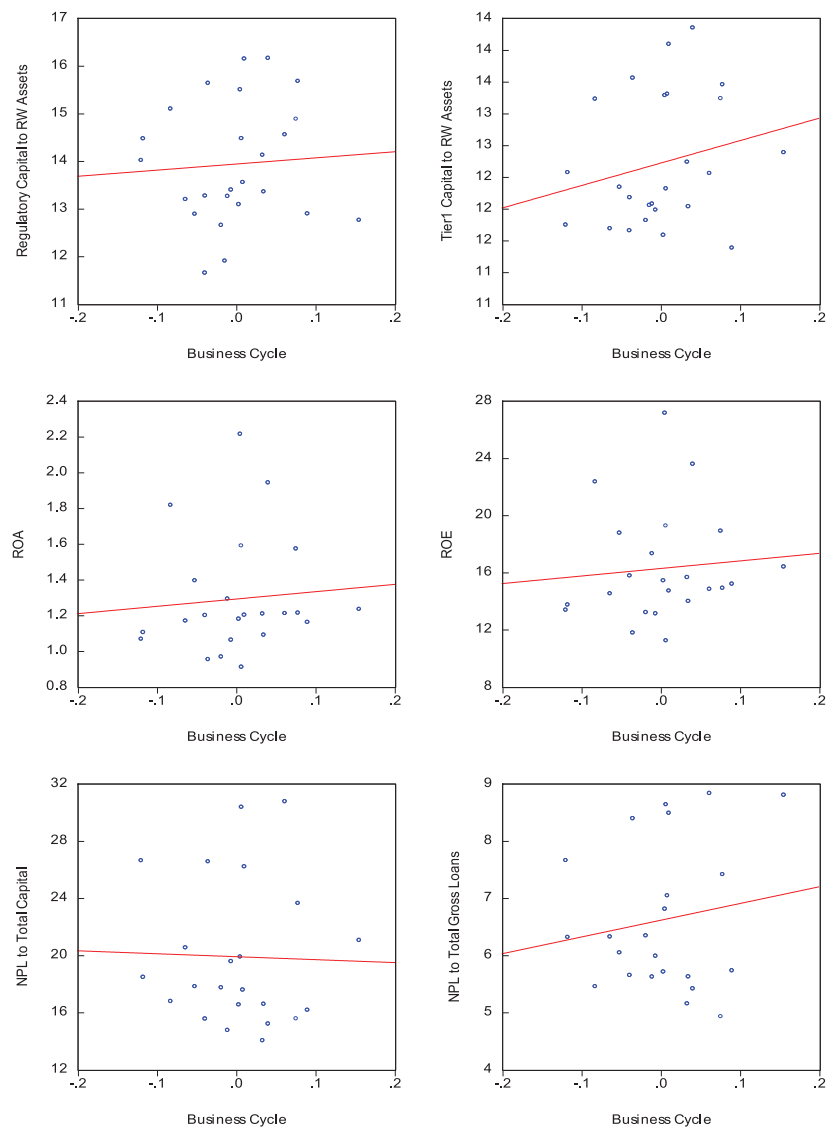 Regulatory Capital to RW Assets
17
16
15
14
13
12
11
-.2 -.1 .0 .1 .2
Business Cycle
Tier1 Capital to RW Assets
14
14
13
13
12
12
12
11
11
-.2 -.1 .0 .1 .2
Business Cycle
ROA
2.4
2.2
2.0
1.8
1.6
1.4
1.2
1.0
0.8
-.2 -.1 .0 .1 .2
Business Cycle
ROE
28
24
20
16
12
8
-.2 -.1 .0 .1 .2
Business Cycle
NPL to Total Capital
32
28
24
20
16
12
-.2 -.1 .0 .1 .2
Business Cycle
NPL to Total Gross Loans
9
8
7
6
5
4
-.2 -.1 .0 .1 .2
Business Cycle